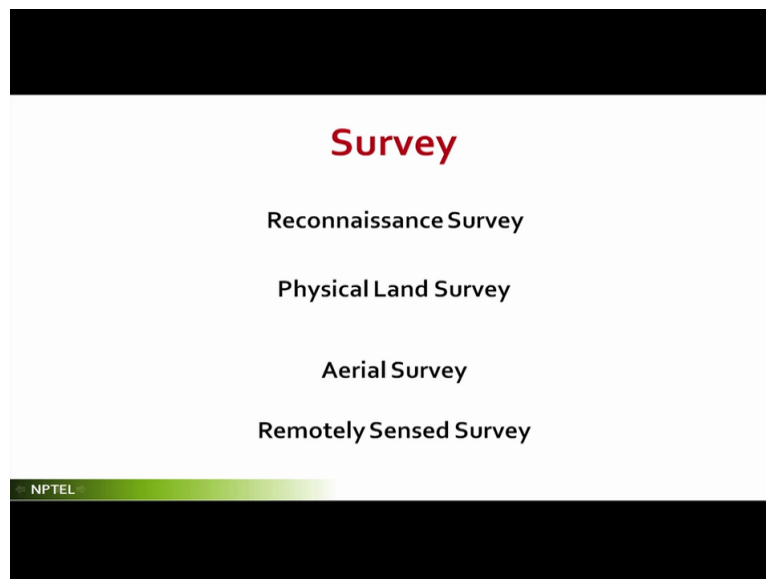 Survey
Reconnaissance Survey
Physical Land Survey
Aerial Survey
Remotely Sensed Survey
NPTEL